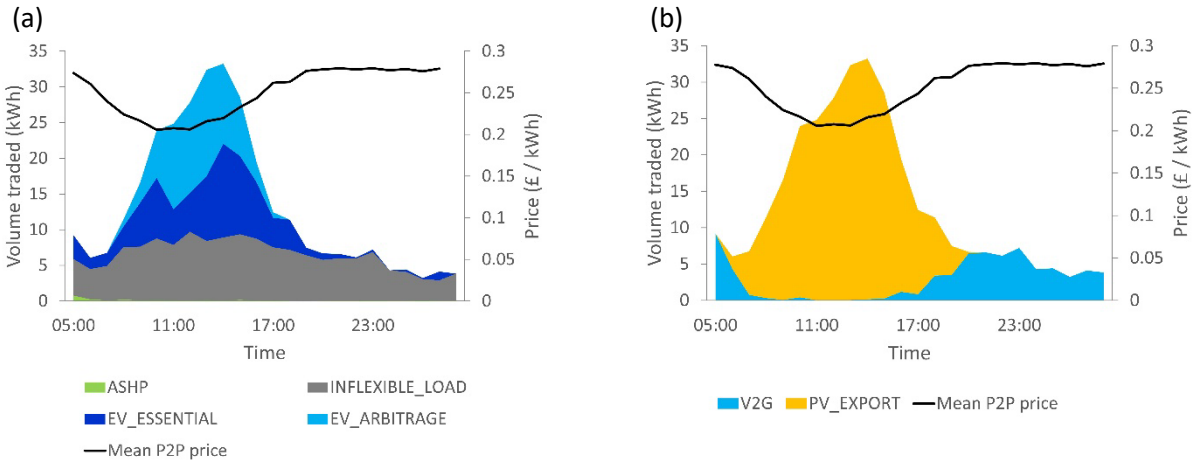 (a)
Volume traded (kWh)
35
30
25
20
15
10
5
0
0.3
0.25
0.2
0.15
0.1
0.05
0
Price (£ / kWh)
05:00 11:00 17:00 23:00
Time
ASHP INFLEXIBLE_LOAD
EV_ESSENTIAL EV_ARBITRAGE
Mean P2P price
(b)
Volume traded (kWh)
35
30
25
20
15
10
5
0
0.3
0.25
0.2
0.15
0.1
0.05
0
Price (£ / kWh)
05:00 11:00 17:00 23:00
Time
V2G PV_EXPORT Mean P2P price